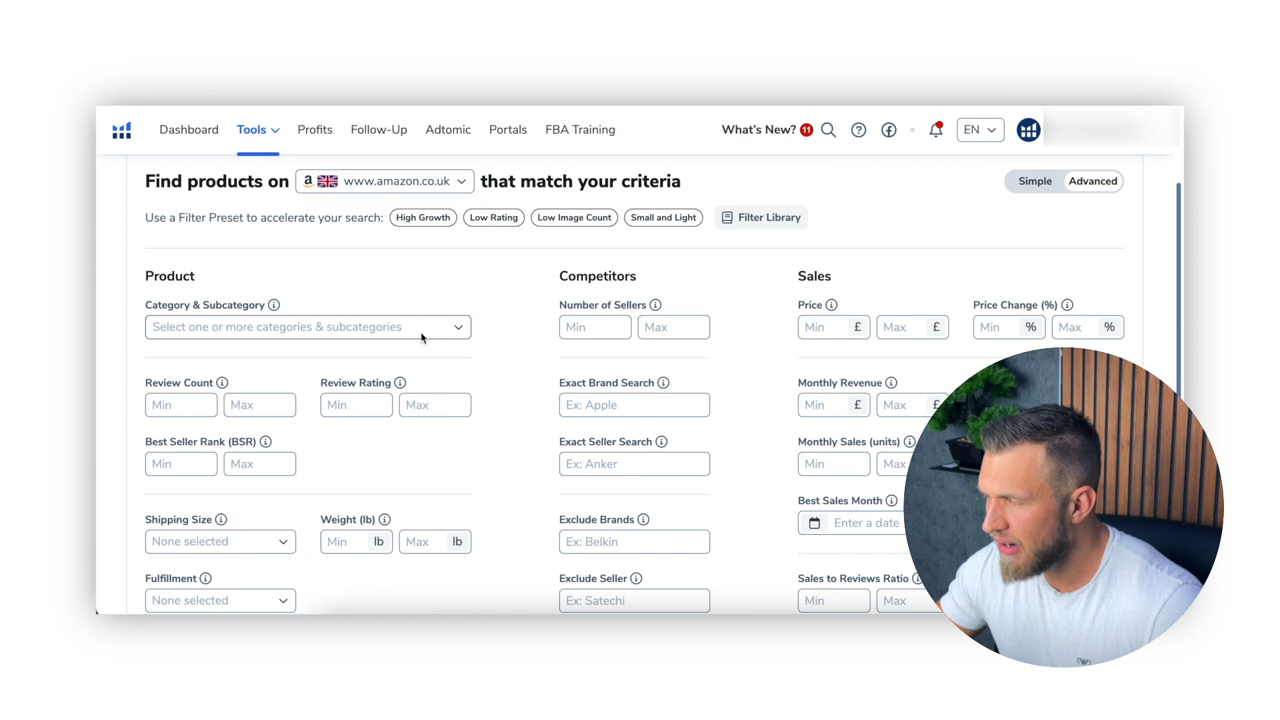 Dashboard Tools Profits Follow-Up Adtomic Portals FBA Training What's New? 11 EN
Find products on a www.amazon.co.uk that match your criteria Simple Advanced
Use a Filter Preset to accelerate your search: High Growth Low Rating Low Image Count Small and Light Filter Library
Product Competitors Sales
Category & Subcategory Number of Sellers Price Price Change (%)
Select one or more categories & subcategories Min Max Min £ Max £ Min % Max %
Review Count Review Rating Exact Brand Search Monthly Revenue
Min Max Min Max Ex: Apple Min £ Max £
Best Seller Rank (BSR) Exact Seller Search Monthly Sales (units)
Min Max Ex: Anker Min Max
Best Sales Month
Shipping Size Weight (lb) Exclude Brands Enter a date
None selected Min lb Max lb Ex: Belkin
Fulfillment Exclude Seller Sales to Reviews Ratio
None selected Ex: Satechi Min Max